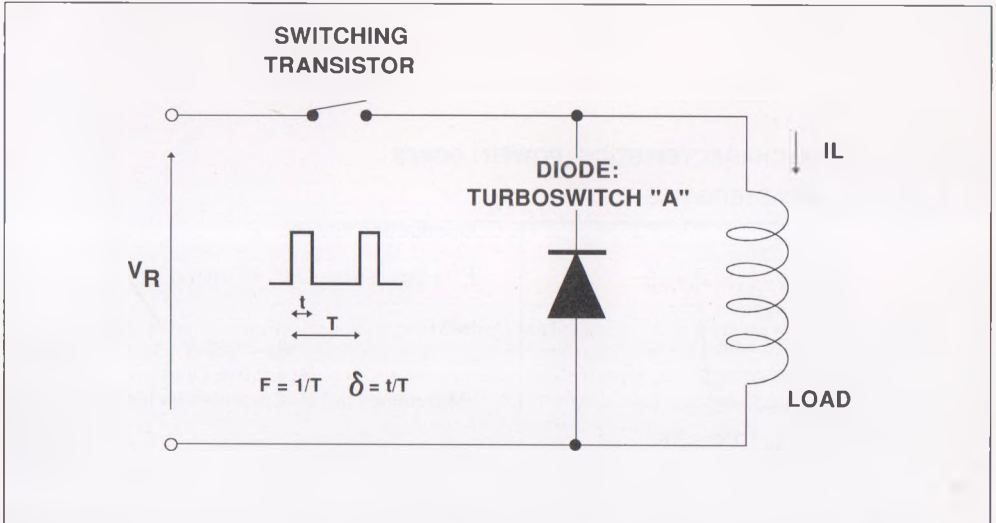 SWITCHING
TRANSISTOR
IL
DIODE:
TURBOSWITCH "A"
VR
t
T
F = 1/T δ = t/T
LOAD